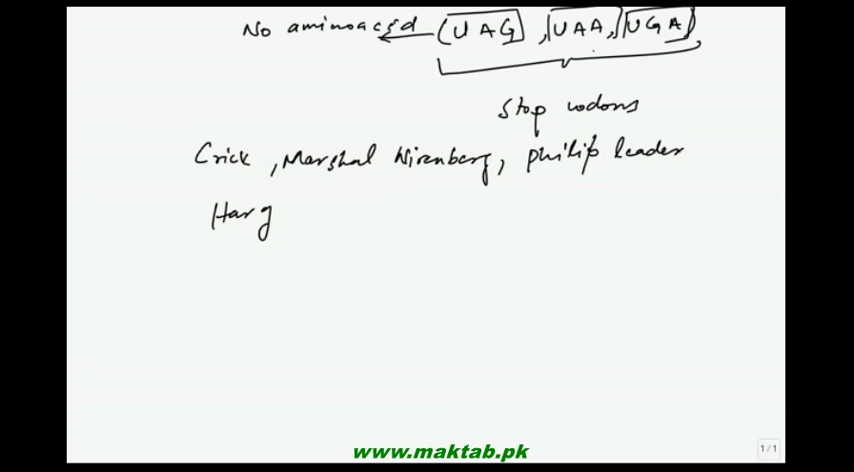 No aminoacid ← (UAG), (UAA), (UGA)
Stop codons
Crick, Marshal Nirenberg, Philip leader
Harg
1/1
www.maktab.pk